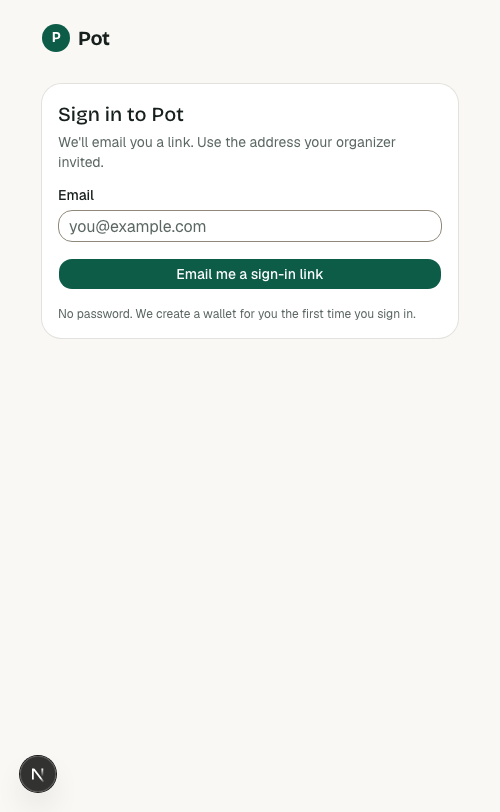 P Pot
Sign in to Pot
We'll email you a link. Use the address your organizer
invited.
Email
you@example.com
Email me a sign-in link
No password. We create a wallet for you the first time you sign in.
N